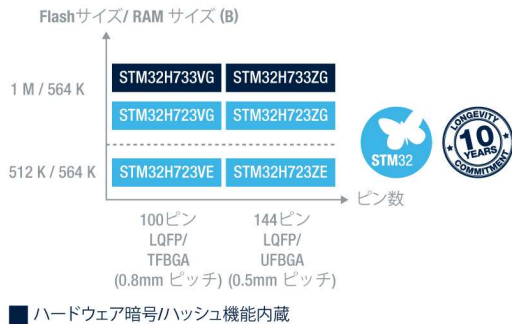 Flashサイズ/ RAM サイズ (B)
1 M / 564 K
STM32H733VG STM32H733ZG
STM32H723VG STM32H723ZG
512 K / 564 K
STM32H723VE STM32H723ZE
ピン数
100ピン
LQFP/
TFBGA
(0.8mm ピッチ)
144ピン
LQFP/
UFBGA
(0.5mm ピッチ)
STM32
LONGEVITY
10
YEARS
COMMITMENT
ハードウェア暗号/ハッシュ機能内蔵